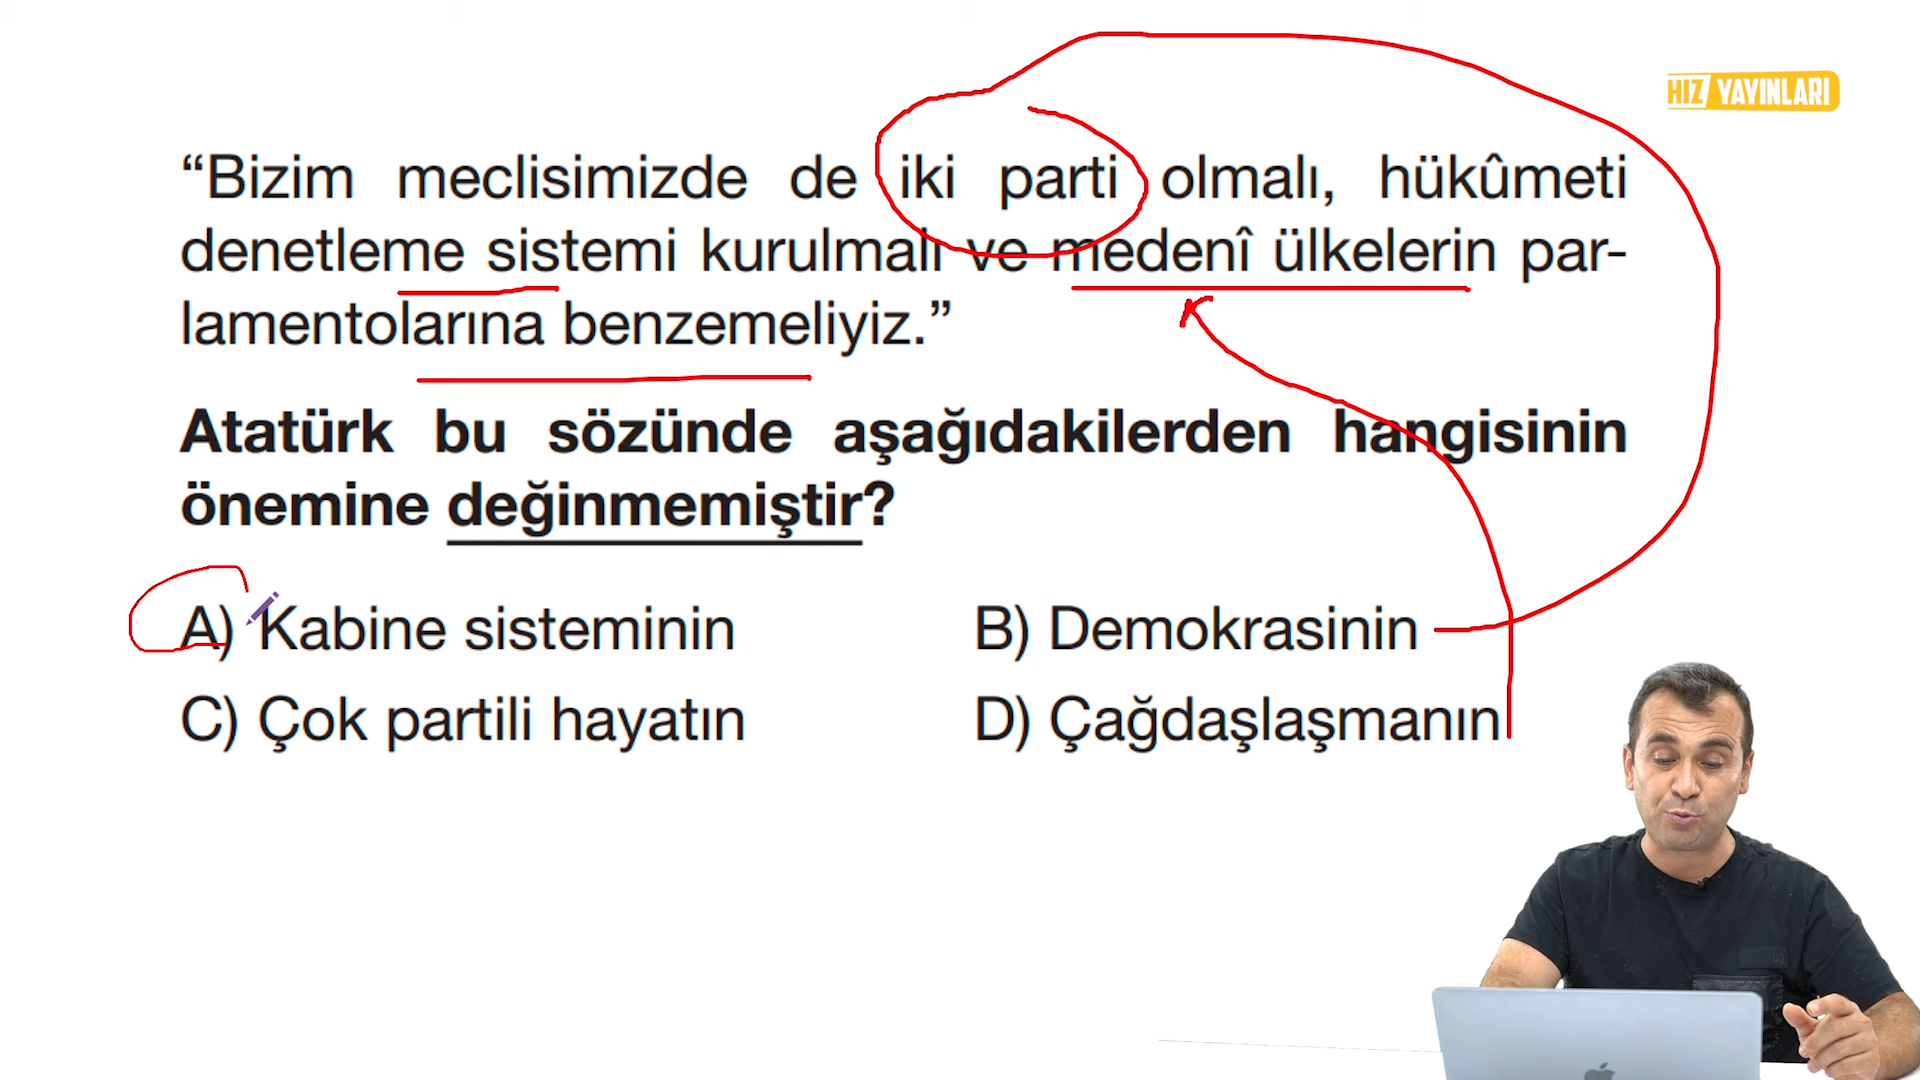 HIZ YAYINLARI
“Bizim meclisimizde de iki parti olmalı, hükûmeti
denetleme sistemi kurulmalı ve medenî ülkelerin par-
lamentolarına benzemeliyiz.”
Atatürk bu sözünde aşağıdakilerden hangisinin
önemine değinmemiştir?
A) Kabine sisteminin
B) Demokrasinin
C) Çok partili hayatın
D) Çağdaşlaşmanın